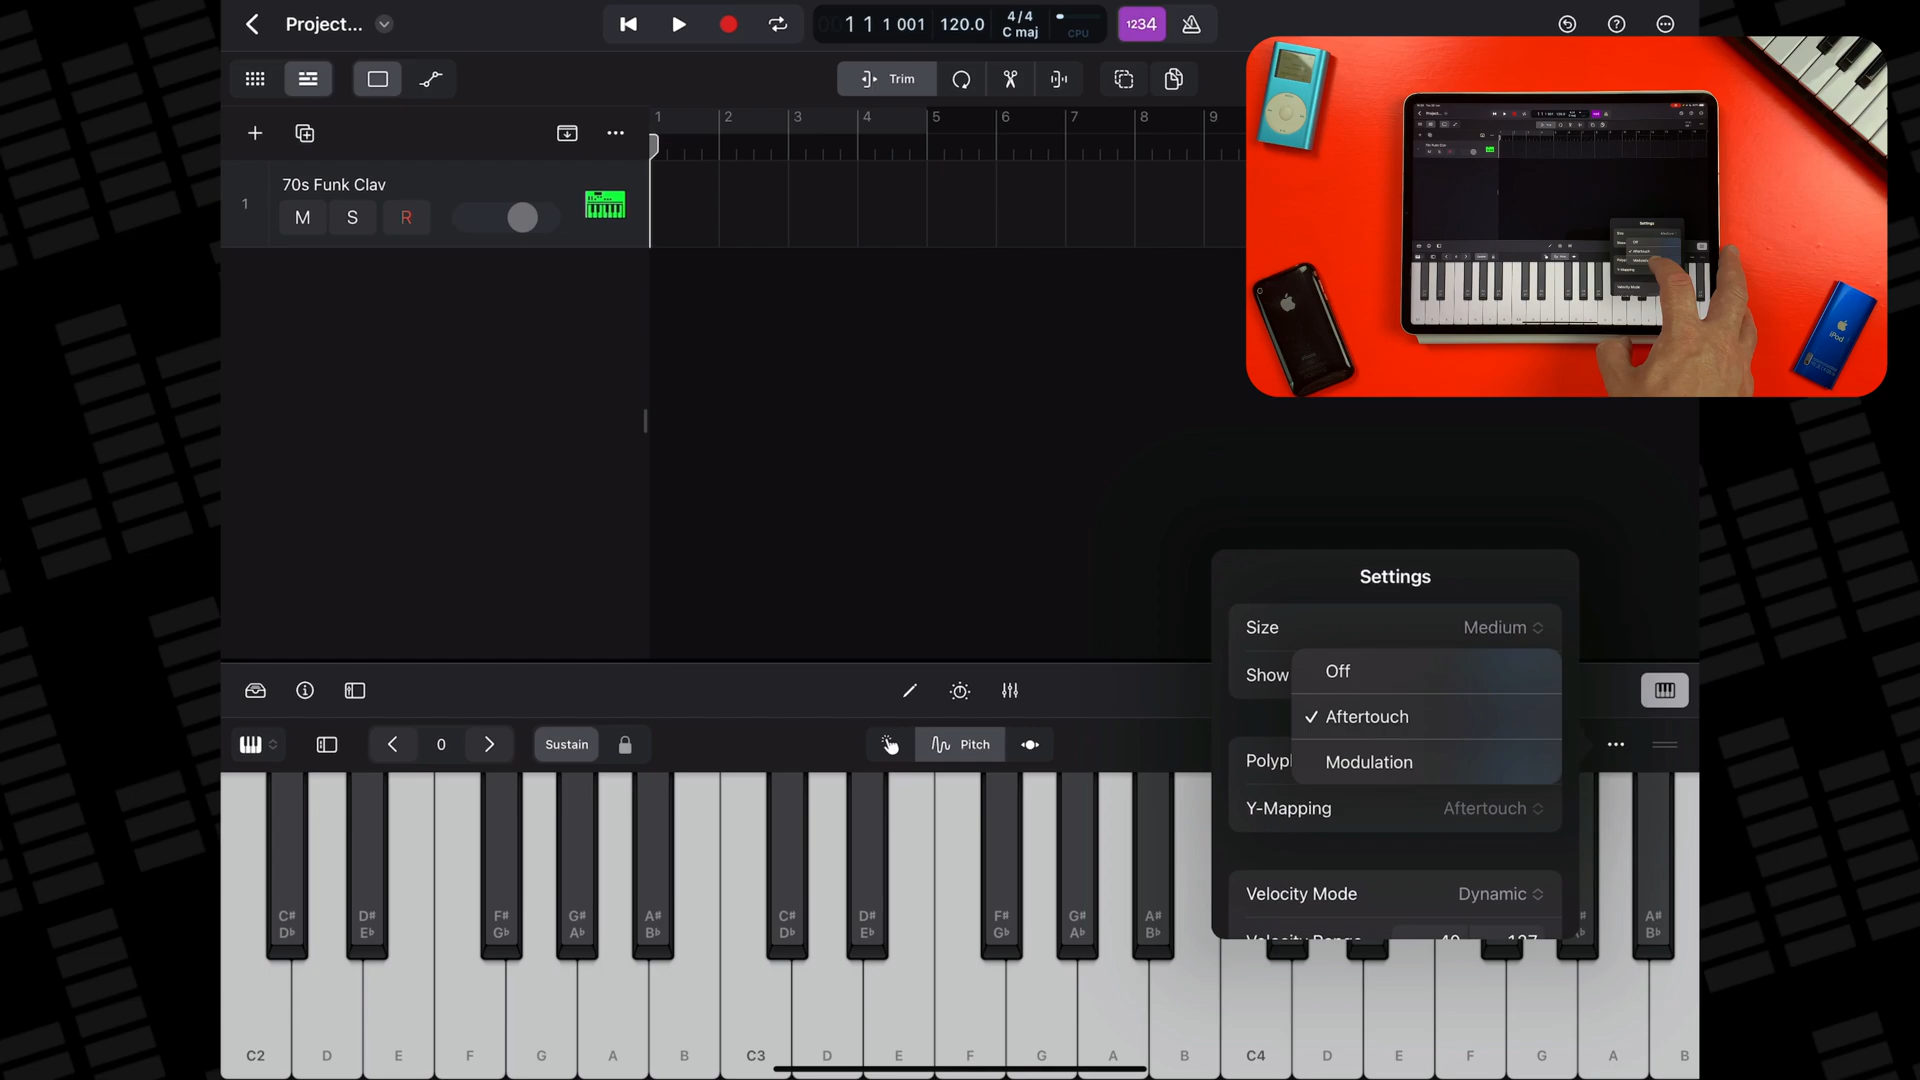 Project...
1 1 1 001
120.0
4/4
C maj
CPU
1234
Trim
1
2
3
4
5
6
7
8
9
1
70s Funk Clav
M
S
R
Settings
Size
Medium
Show
Off
Aftertouch
Modulation
Y-Mapping
Aftertouch
Velocity Mode
Dynamic
0
Sustain
Pitch
C#
D♭
D#
E♭
F#
G♭
G#
A♭
A#
B♭
C#
D♭
D#
E♭
F#
G♭
G#
A♭
A#
B♭
A#
B♭
C2
D
E
F
G
A
B
C3
D
E
F
G
A
B
C4
D
E
F
G
A
B
iPod